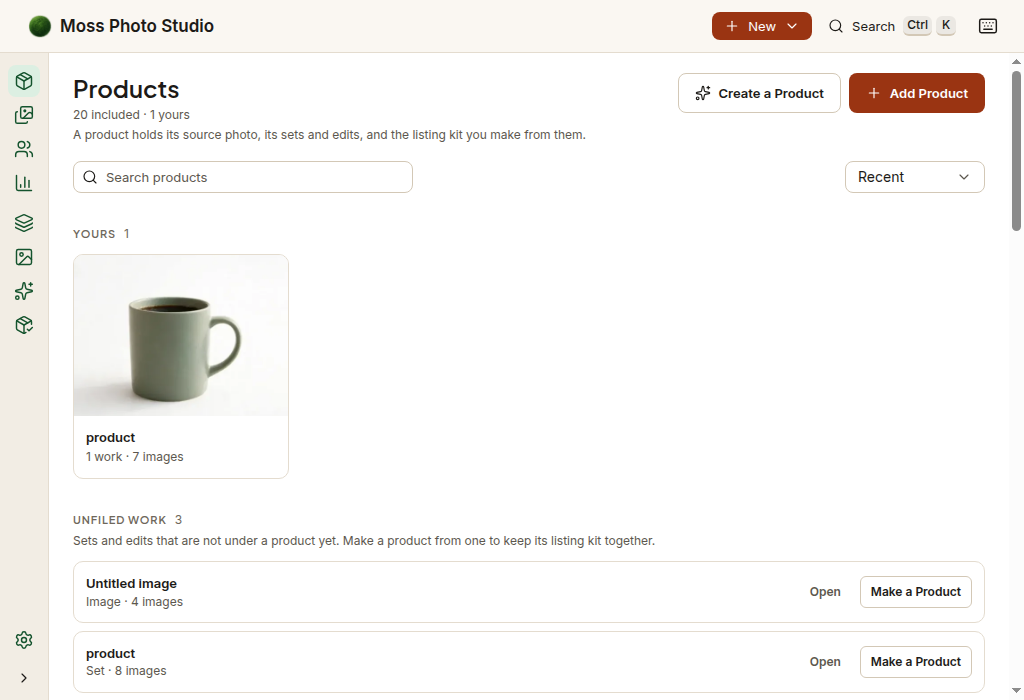 Moss Photo Studio
New
Search
Ctrl
K
Products
20 included · 1 yours
A product holds its source photo, its sets and edits, and the listing kit you make from them.
Create a Product
Add Product
Search products
Recent
YOURS 1
product
1 work · 7 images
UNFILED WORK 3
Sets and edits that are not under a product yet. Make a product from one to keep its listing kit together.
Untitled image
Image · 4 images
Open
Make a Product
product
Set · 8 images
Open
Make a Product